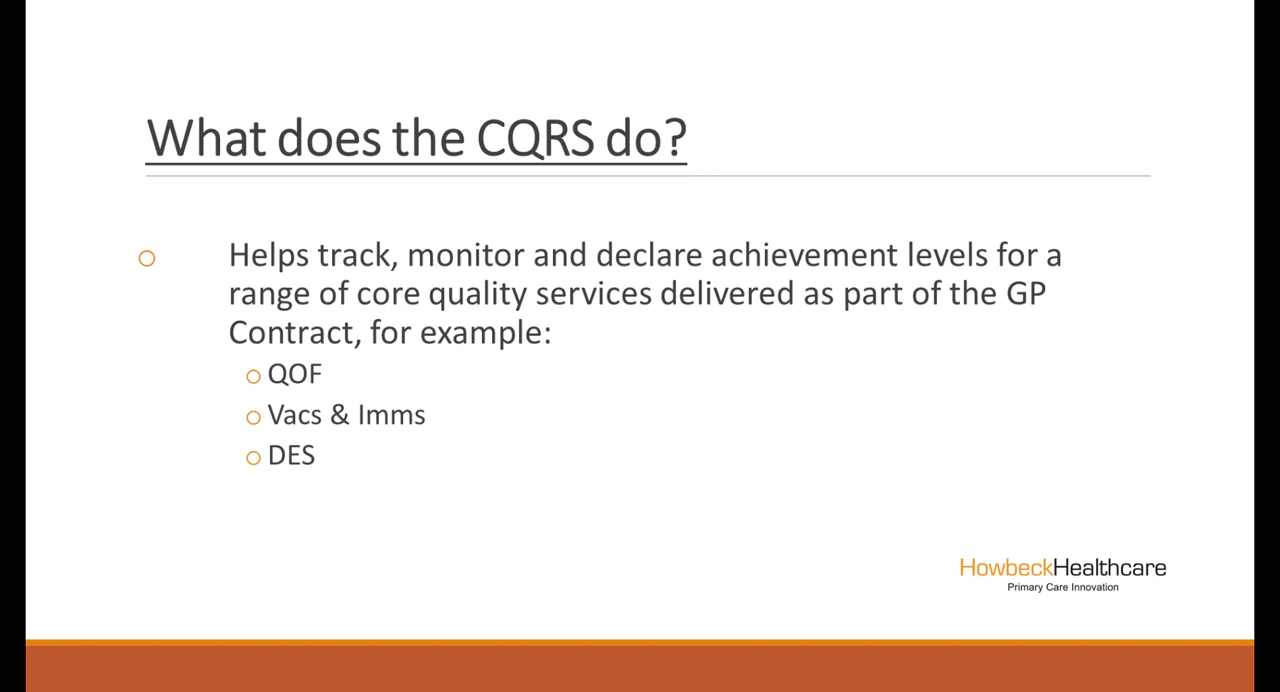 What does the CQRS do?
Helps track, monitor and declare achievement levels for a
range of core quality services delivered as part of the GP
Contract, for example:
QOF
Vacs & Imms
DES
HowbeckHealthcare
Primary Care Innovation